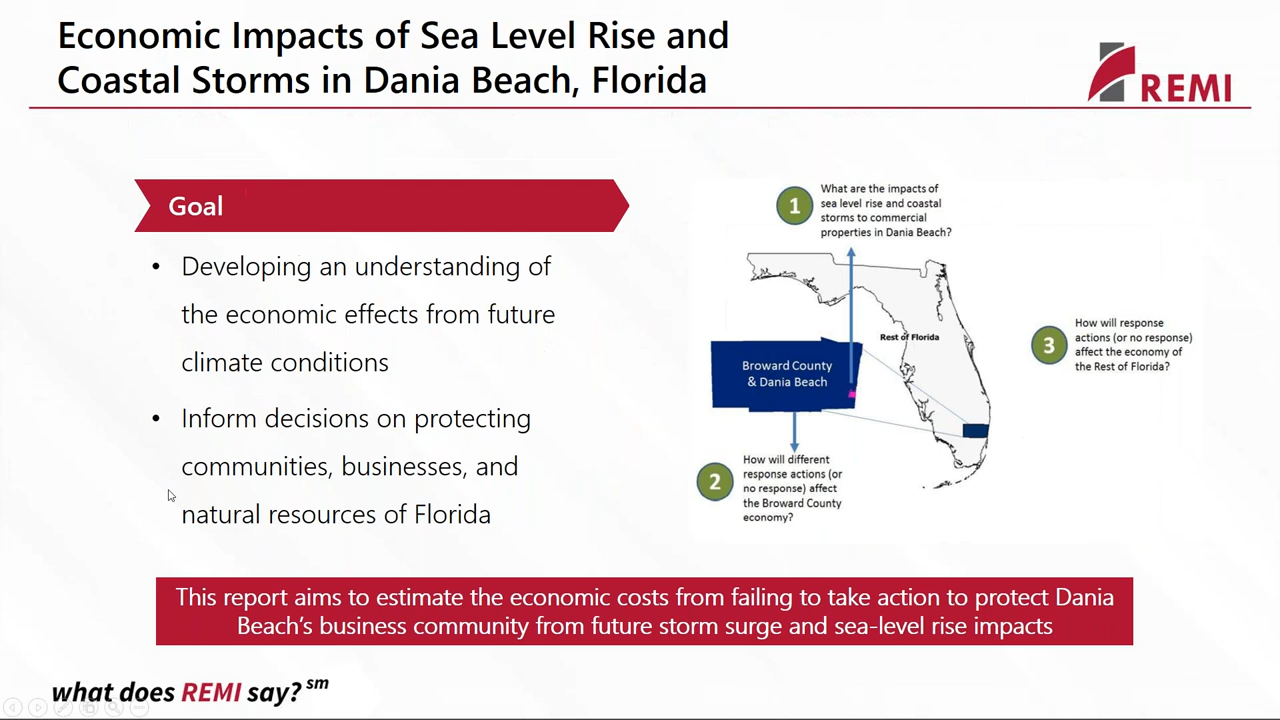 Economic Impacts of Sea Level Rise and
Coastal Storms in Dania Beach, Florida
REMI
Goal
• Developing an understanding of
the economic effects from future
climate conditions
• Inform decisions on protecting
communities, businesses, and
natural resources of Florida
1
What are the impacts of
sea level rise and coastal
storms to commercial
properties in Dania Beach?
Rest of Florida
Broward County
& Dania Beach
2
How will different
response actions (or
no response) affect
the Broward County
economy?
3
How will response
actions (or no response)
affect the economy of
the Rest of Florida?
This report aims to estimate the economic costs from failing to take action to protect Dania
Beach's business community from future storm surge and sea-level rise impacts
what does REMI say? sm